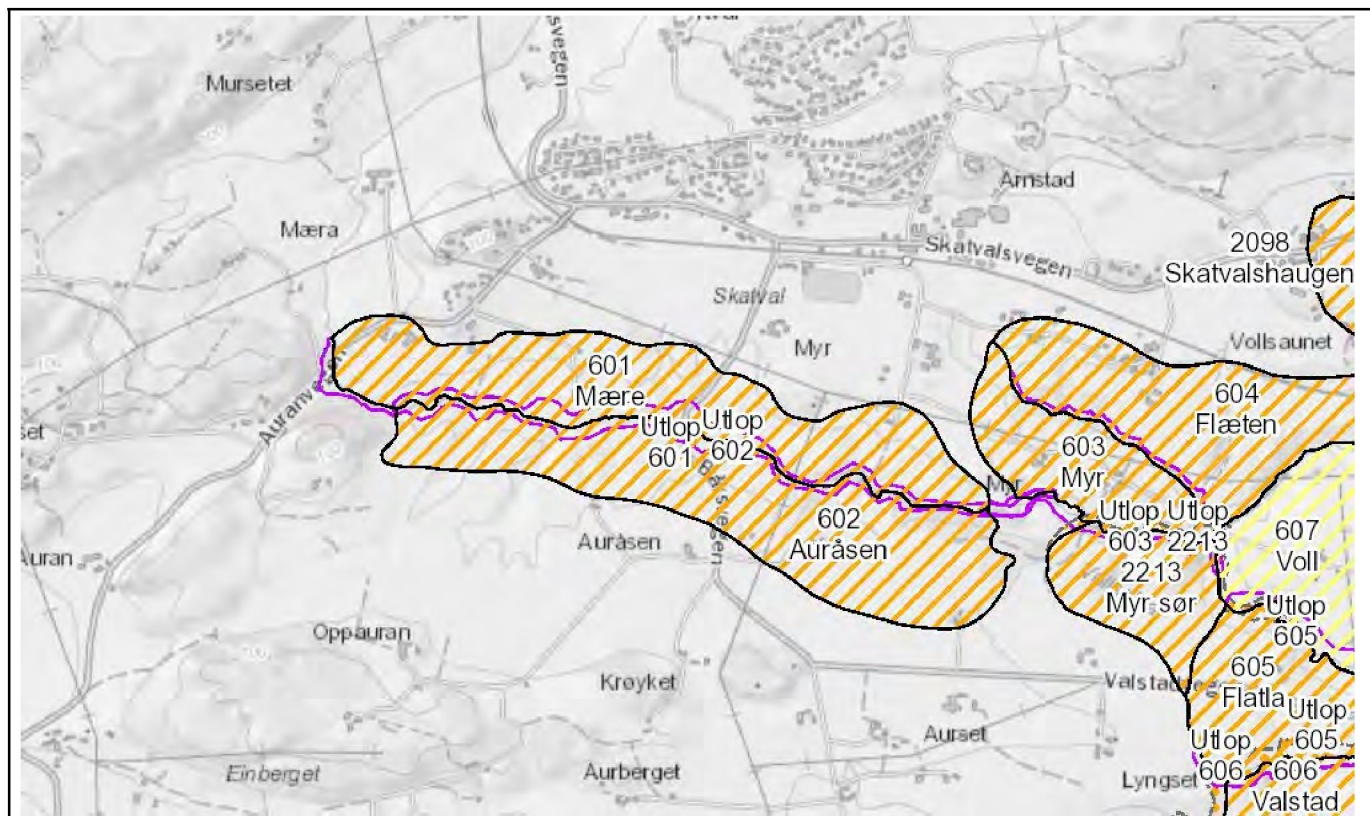 svegen
Mursetet
Arnstad
Mæra
Skatvalsvegen
2098
Skatvalshaugen
Skatval
Myr
Vollsaunet
601
Mære
604
Flæten
Utlop
601
Utlop
602
603
Myr
Myr
602
Auråsen
Utlop
603
Utlop
2213
2213
Myr sør
607
Voll
Auråsen
Auran
Utlop
605
Oppauran
Krøyket
605
Flatla
Utlop
605
Aurset
Utlop
606
606
Valstad
Einberget
Aurberget
Lyngset